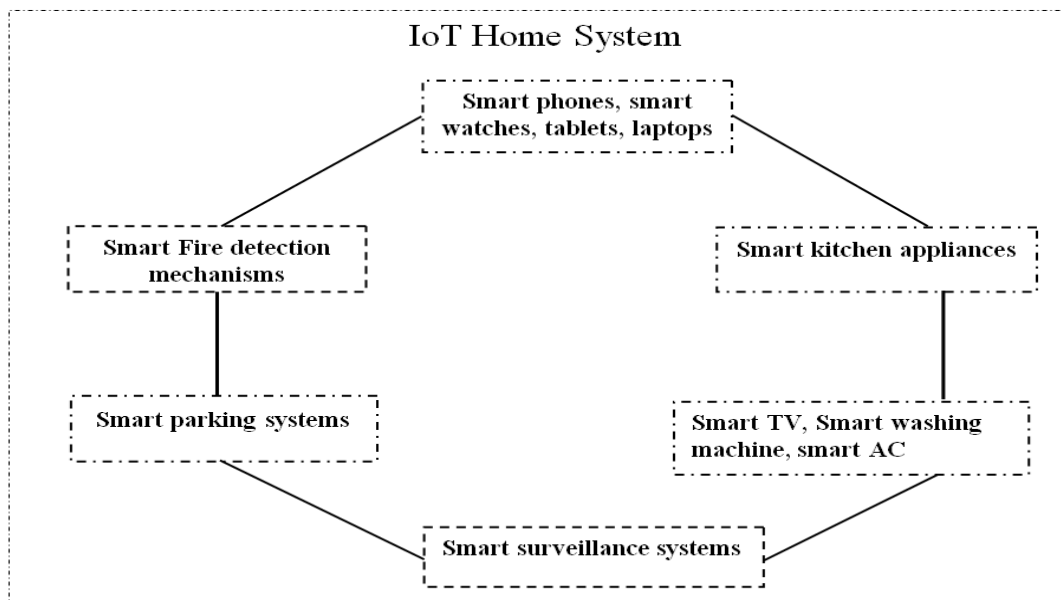 IoT Home System
Smart phones, smart
watches, tablets, laptops
Smart Fire detection
mechanisms
Smart kitchen appliances
Smart parking systems
Smart TV, Smart washing
machine, smart AC
Smart surveillance systems